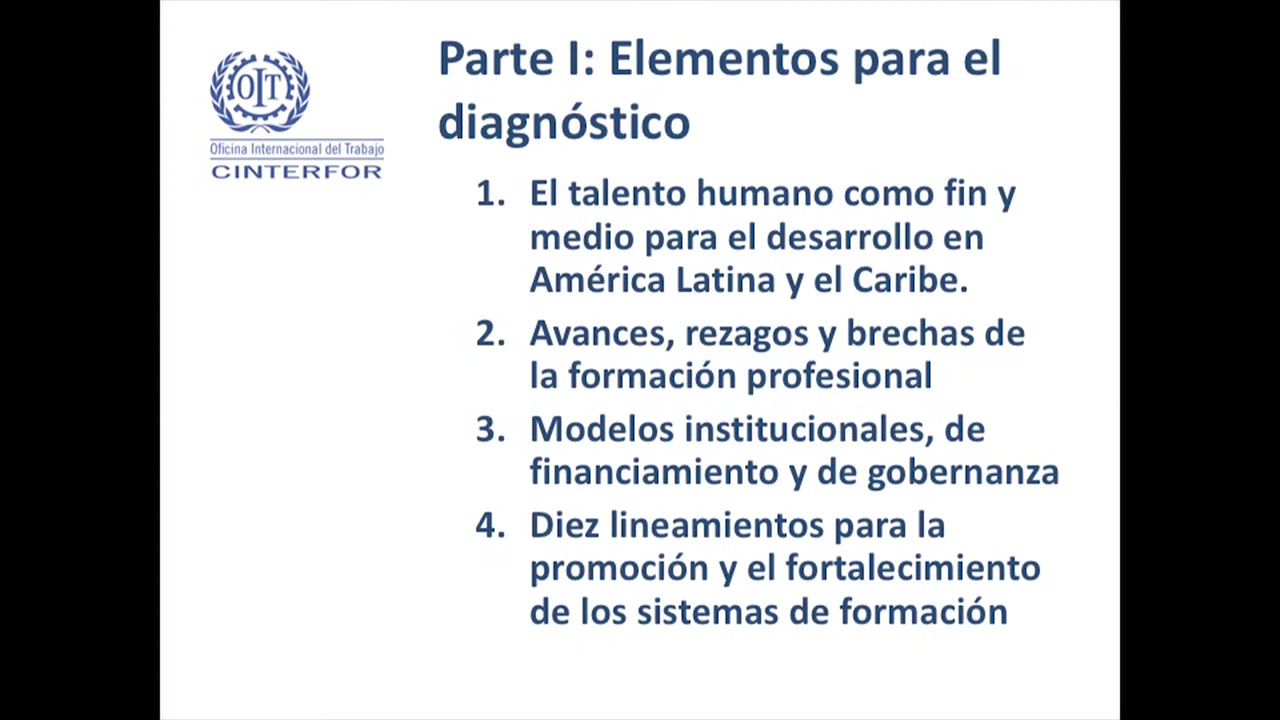 OIT
Oficina Internacional del Trabajo
CINTERFOR
Parte I: Elementos para el
diagnóstico
1. El talento humano como fin y
medio para el desarrollo en
América Latina y el Caribe.
2. Avances, rezagos y brechas de
la formación profesional
3. Modelos institucionales, de
financiamiento y de gobernanza
4. Diez lineamientos para la
promoción y el fortalecimiento
de los sistemas de formación